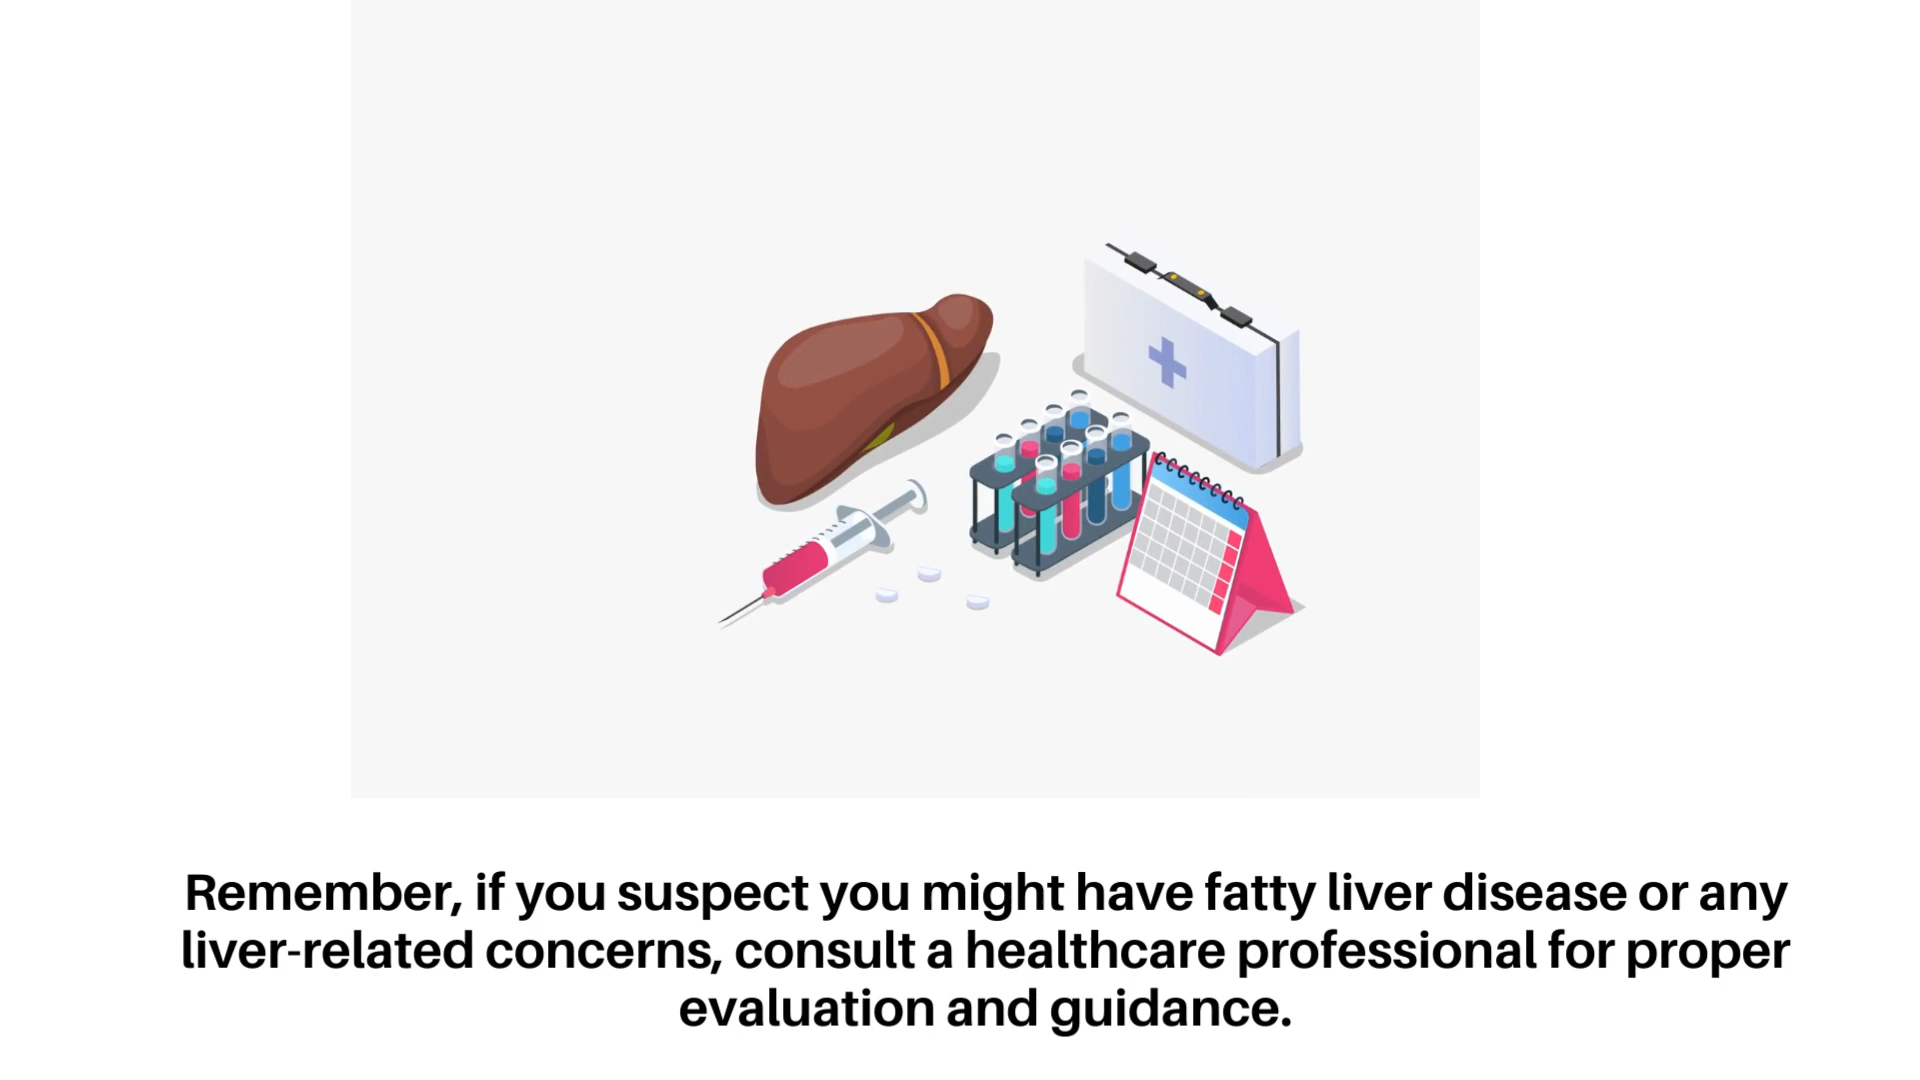 Remember, if you suspect you might have fatty liver disease or any
liver-related concerns, consult a healthcare professional for proper
evaluation and guidance.